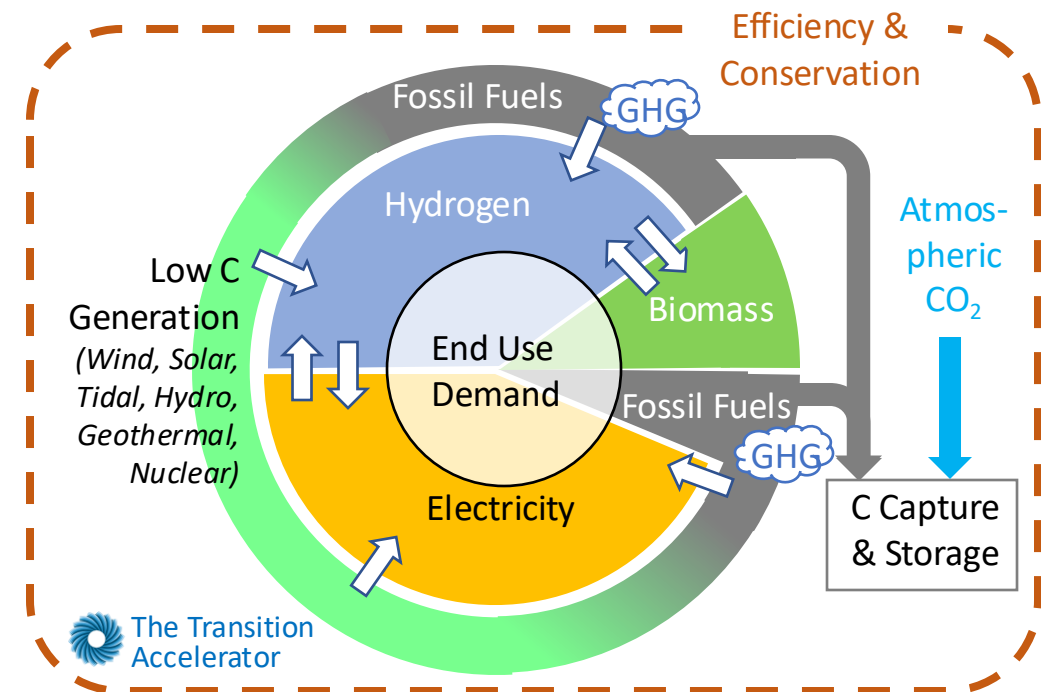 Efficiency &
Conservation
Fossil Fuels
GHG
Hydrogen
Atmos-
pheric
CO₂
Low C
Generation
(Wind, Solar,
Tidal, Hydro,
Geothermal,
Nuclear)
Biomass
End Use
Demand
Fossil Fuels
GHG
Electricity
C Capture
& Storage
The Transition
Accelerator